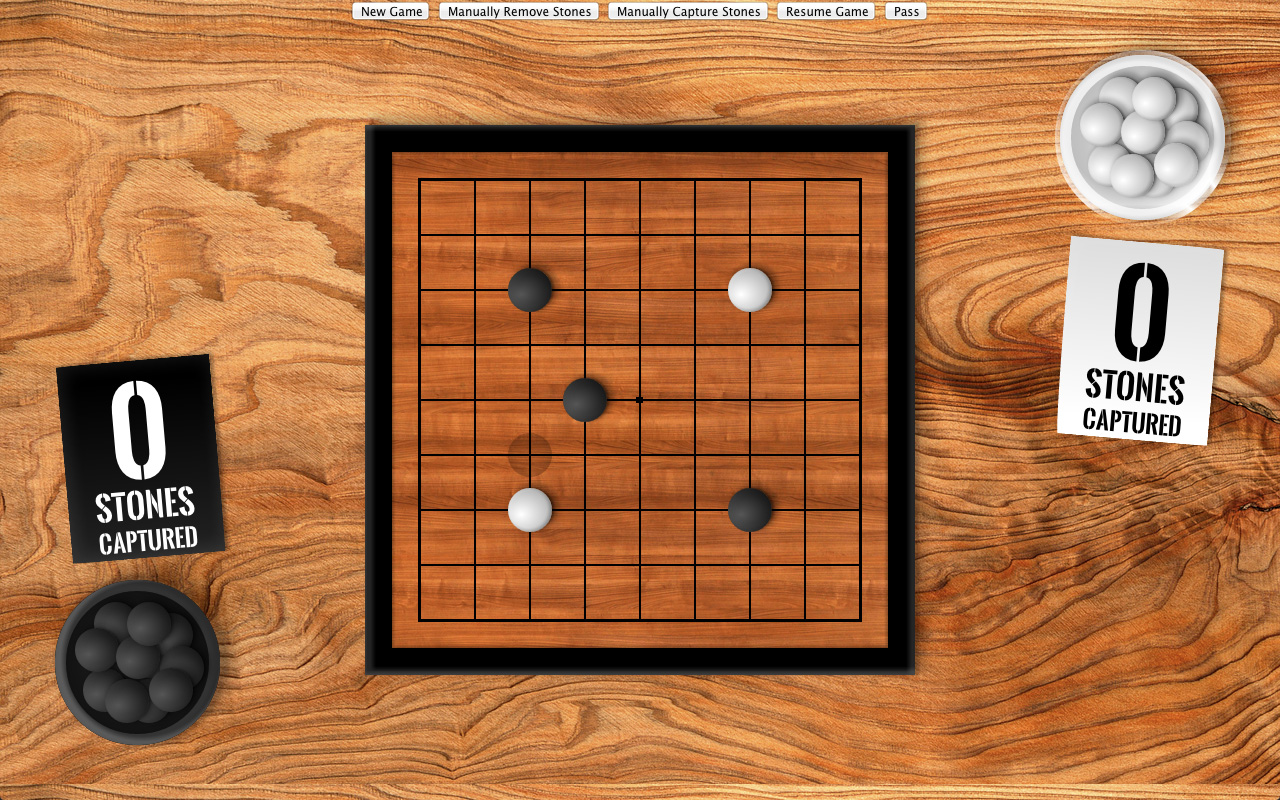 New Game Manually Remove Stones Manually Capture Stones Resume Game Pass
0
STONES
CAPTURED
0
STONES
CAPTURED